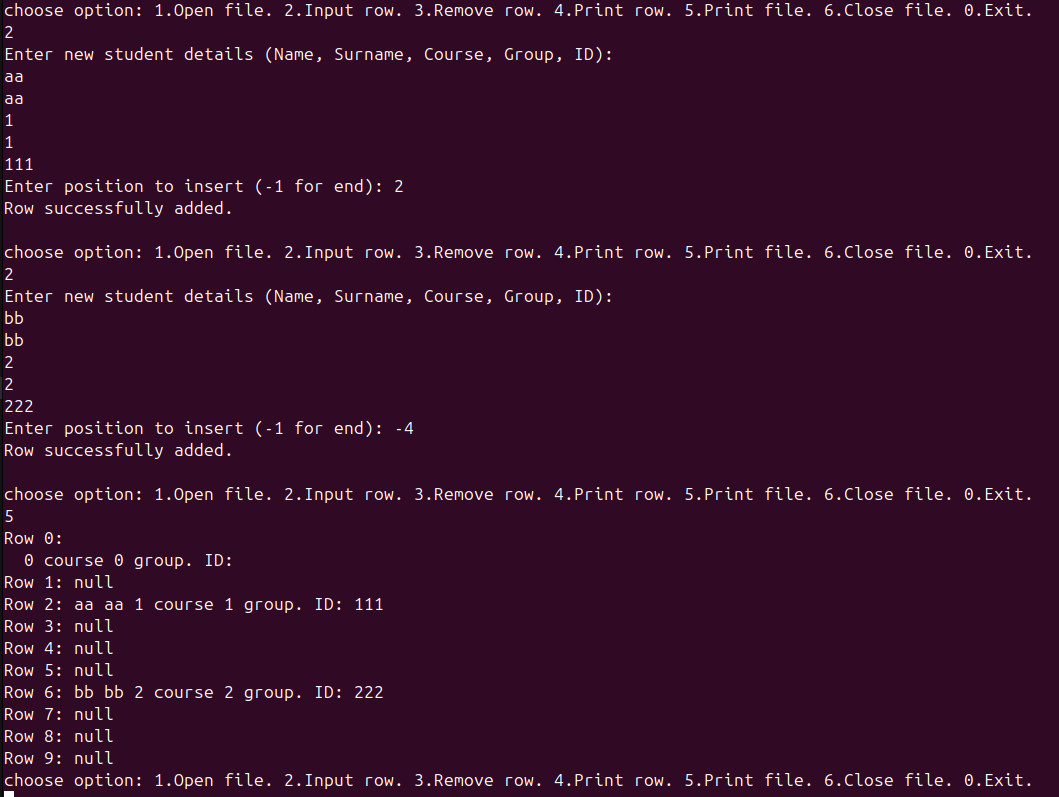 choose option: 1.Open file. 2.Input row. 3.Remove row. 4.Print row. 5.Print file. 6.Close file. 0.Exit.
2
Enter new student details (Name, Surname, Course, Group, ID):
aa
aa
1
1
111
Enter position to insert (-1 for end): 2
Row successfully added.
choose option: 1.Open file. 2.Input row. 3.Remove row. 4.Print row. 5.Print file. 6.Close file. 0.Exit.
2
Enter new student details (Name, Surname, Course, Group, ID):
bb
bb
2
2
222
Enter position to insert (-1 for end): -4
Row successfully added.
choose option: 1.Open file. 2.Input row. 3.Remove row. 4.Print row. 5.Print file. 6.Close file. 0.Exit.
5
Row 0:
0 course 0 group. ID:
Row 1: null
Row 2: aa aa 1 course 1 group. ID: 111
Row 3: null
Row 4: null
Row 5: null
Row 6: bb bb 2 course 2 group. ID: 222
Row 7: null
Row 8: null
Row 9: null
choose option: 1.Open file. 2.Input row. 3.Remove row. 4.Print row. 5.Print file. 6.Close file. 0.Exit.